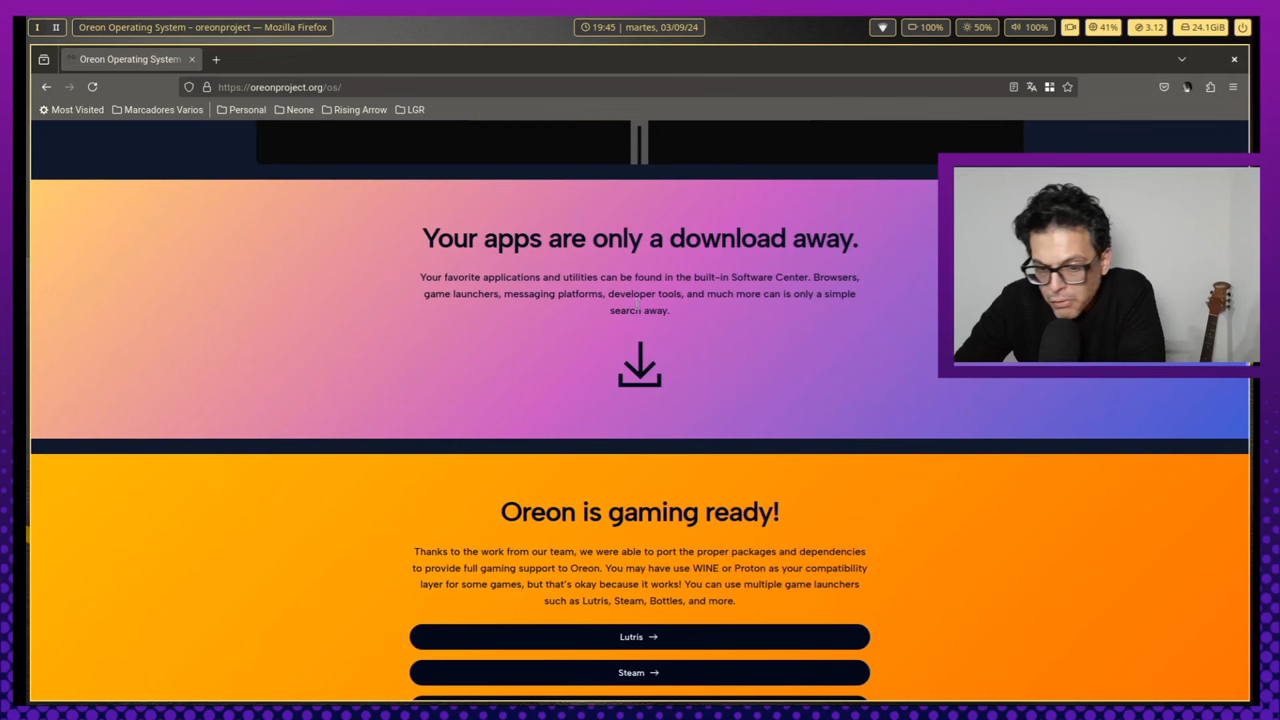 I II Oreon Operating System – oreonproject — Mozilla Firefox 19:45 | martes, 03/09/24 100% 50% 100% 41% 3.12 24.1GiB
Oreon Operating System
https://oreonproject.org/os/
Most Visited Marcadores Varios Personal Neone Rising Arrow LGR
Your apps are only a download away.
Your favorite applications and utilities can be found in the built-in Software Center. Browsers,
game launchers, messaging platforms, developer tools, and much more can is only a simple
search away.
Oreon is gaming ready!
Thanks to the work from our team, we were able to port the proper packages and dependencies
to provide full gaming support to Oreon. You may have use WINE or Proton as your compatibility
layer for some games, but that's okay because it works! You can use multiple game launchers
such as Lutris, Steam, Bottles, and more.
Lutris →
Steam →